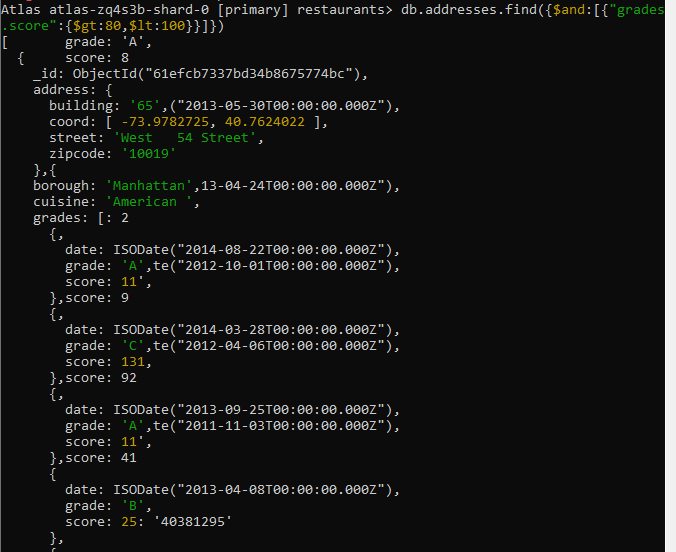 Atlas atlas-zq4s3b-shard-0 [primary] restaurants> db.addresses.find({$and:[{"grades
.score":{$gt:80,$lt:100}}]})
[       grade: 'A',
  {     score: 8
    _id: ObjectId("61efcb7337bd34b8675774bc"),
    address: {
      building: '65',("2013-05-30T00:00:00.000Z"),
      coord: [ -73.9782725, 40.7624022 ],
      street: 'West   54 Street',
      zipcode: '10019'
    },{
    borough: 'Manhattan',13-04-24T00:00:00.000Z"),
    cuisine: 'American ',
    grades: [: 2
      {,
        date: ISODate("2014-08-22T00:00:00.000Z"),
        grade: 'A',te("2012-10-01T00:00:00.000Z"),
        score: 11',
      },score: 9
      {,
        date: ISODate("2014-03-28T00:00:00.000Z"),
        grade: 'C',te("2012-04-06T00:00:00.000Z"),
        score: 131,
      },score: 92
      {,
        date: ISODate("2013-09-25T00:00:00.000Z"),
        grade: 'A',te("2011-11-03T00:00:00.000Z"),
        score: 11',
      },score: 41
      {
        date: ISODate("2013-04-08T00:00:00.000Z"),
        grade: 'B',
        score: 25: '40381295'
      },
      {